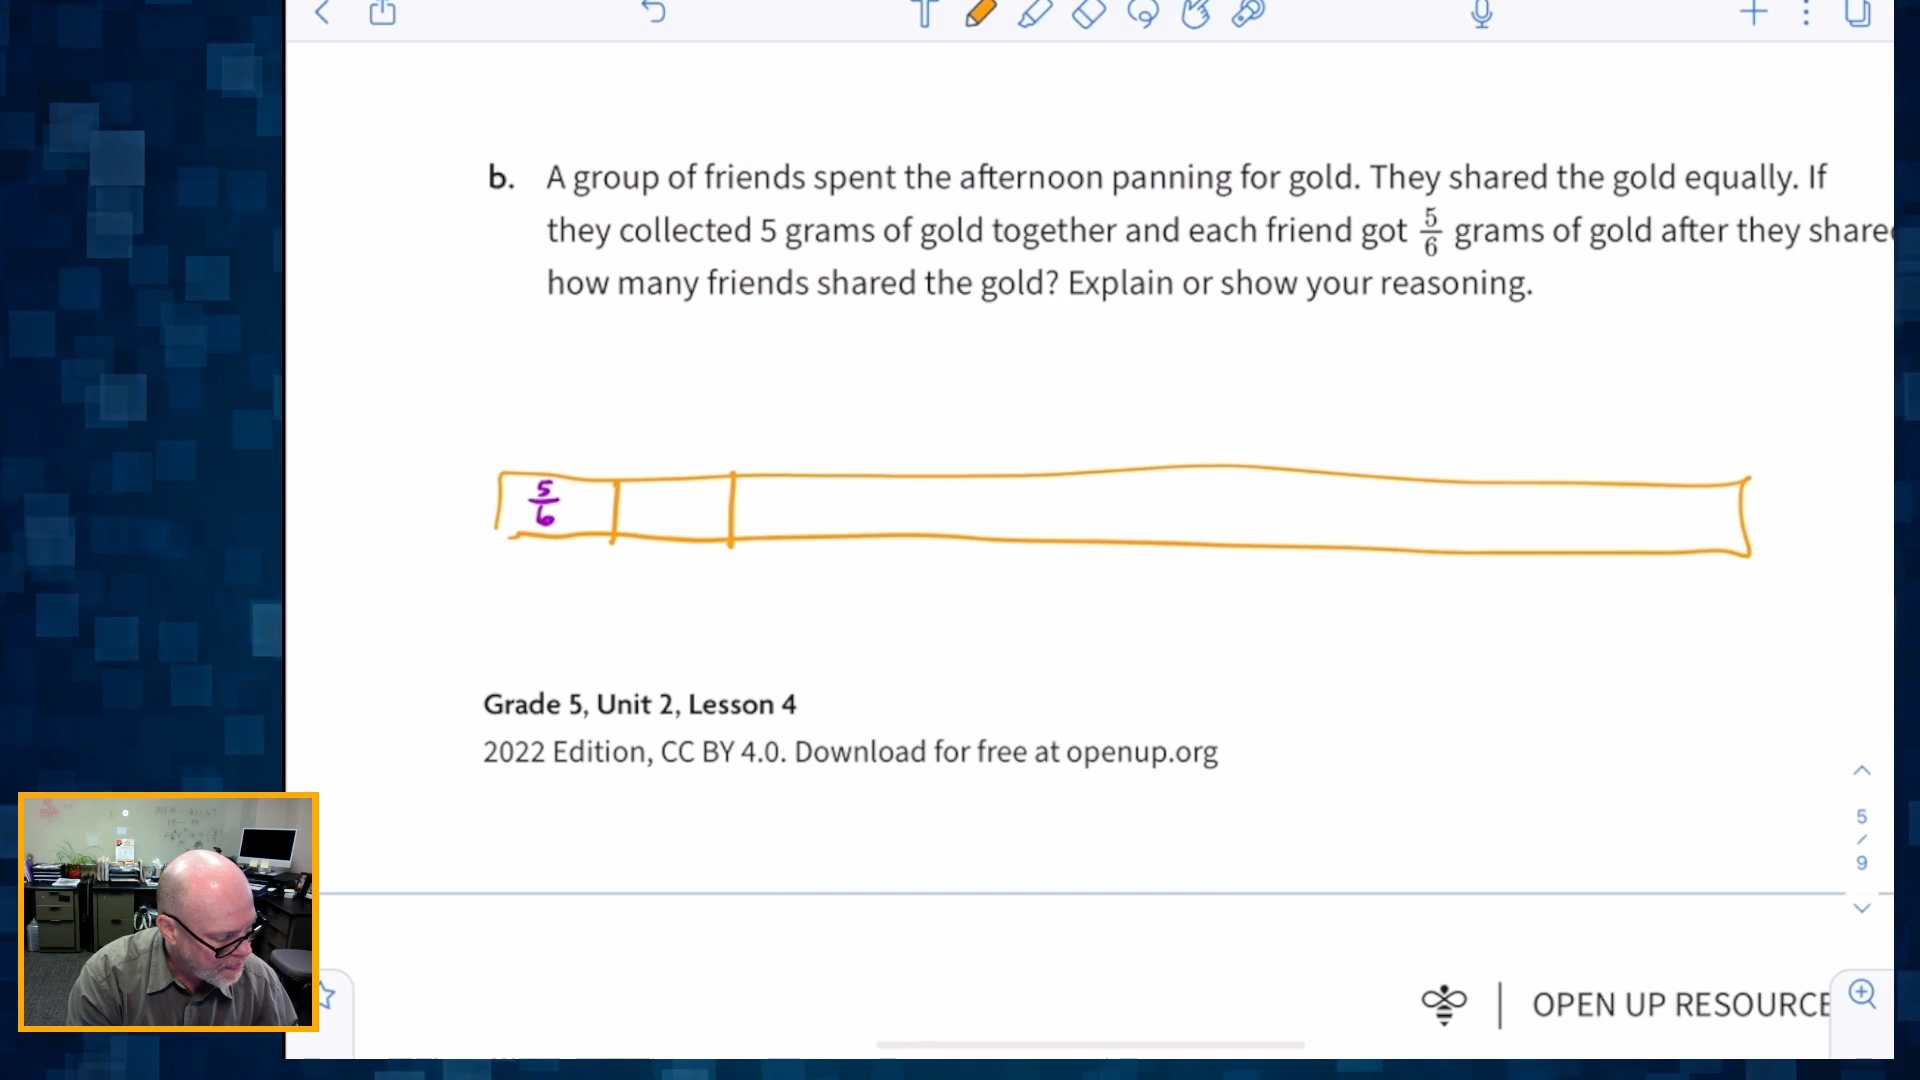 b. A group of friends spent the afternoon panning for gold. They shared the gold equally. If
they collected 5 grams of gold together and each friend got 5/6 grams of gold after they share
how many friends shared the gold? Explain or show your reasoning.
5/6
Grade 5, Unit 2, Lesson 4
2022 Edition, CC BY 4.0. Download for free at openup.org
5
/
9
OPEN UP RESOURCE